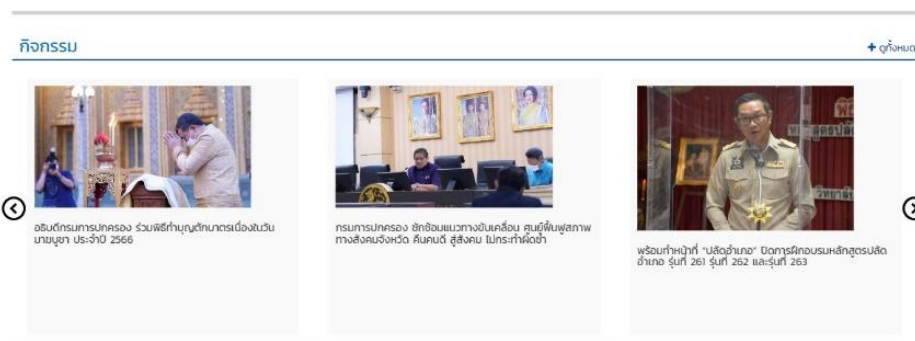 กิจกรรม
+ ดูทั้งหมด
อธิบดีกรมการปกครอง ร่วมพิธีทำบุญตักบาตรเนื่องในวัน
มาฆบูชา ประจำปี 2566
กรมการปกครอง ซักซ้อมแนวทางขับเคลื่อน ศูนย์ฟื้นฟูสภาพ
ทางสังคมจังหวัด คืนคนดี สู่สังคม ไม่กระทำผิดซ้ำ
พร้อมทำหน้าที่ "ปลัดอำเภอ" ปิดการฝึกอบรมหลักสูตรปลัด
อำเภอ รุ่นที่ 261 รุ่นที่ 262 และรุ่นที่ 263